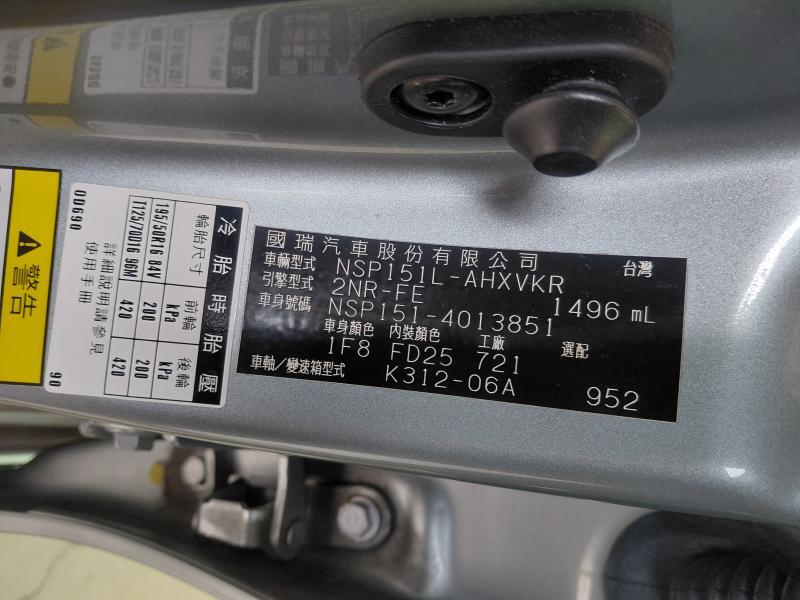 國瑞汽車股份有限公司 台灣
車輛型式 NSP151L-AHXVKR
引擎型式 2NR-FE 1496 mL
車身號碼 NSP151-4013851
車身顏色 內裝顏色 工廠 選配
1F8 FD25 721
車軸/變速箱型式 K312-06A 952
冷胎時胎壓
輪胎尺寸 前輪 後輪
kPa kPa
195/50R16 84V 200 200
T125/70D16 96M 420 420
詳細說明請參見
使用手冊
0D690 90
警告